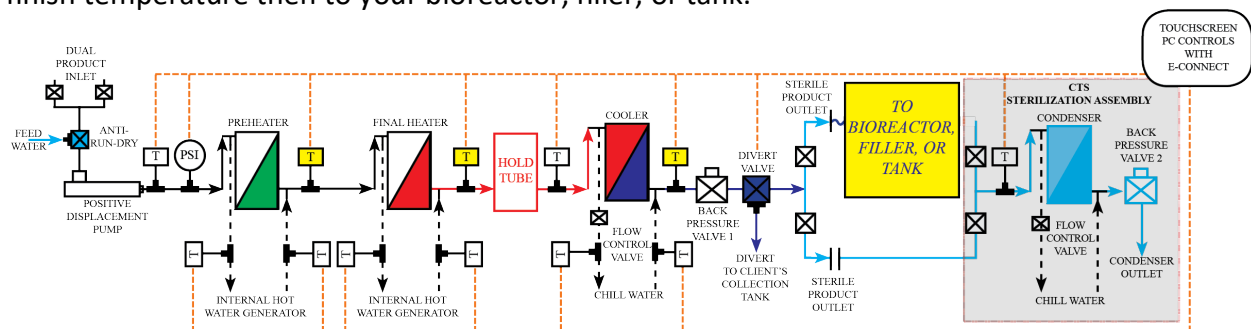 finish temperature then to your bioreactor, filler, or tank.
TOUCHSCREEN
PC CONTROLS
WITH
E-CONNECT
DUAL
PRODUCT
INLET
FEED
WATER
ANTI-
RUN-DRY
T
PSI
POSITIVE
DISPLACEMENT
PUMP
PREHEATER
T
T
T
INTERNAL HOT
WATER GENERATOR
FINAL HEATER
T
T
T
INTERNAL HOT
WATER GENERATOR
HOLD
TUBE
T
COOLER
T
T
T
FLOW
CONTROL
VALVE
CHILL WATER
BACK
PRESSURE
VALVE 1
DIVERT
VALVE
DIVERT
TO CLIENT'S
COLLECTION
TANK
STERILE
PRODUCT
OUTLET
TO
BIOREACTOR,
FILLER, OR
TANK
STERILE
PRODUCT
OUTLET
CTS
STERILIZATION ASSEMBLY
T
CONDENSER
FLOW
CONTROL
VALVE
CHILL WATER
BACK
PRESSURE
VALVE 2
CONDENSER
OUTLET